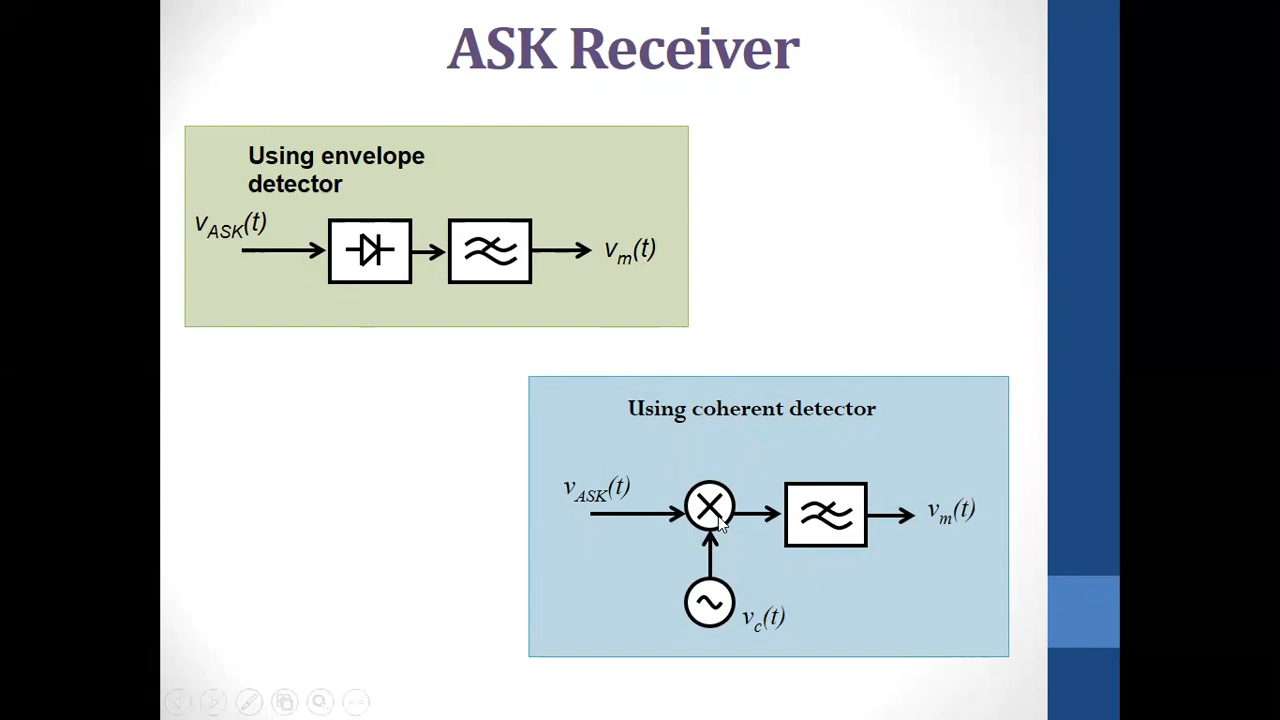 ASK Receiver
Using envelope
detector
vASK(t)
vm(t)
Using coherent detector
vASK(t)
vm(t)
vc(t)